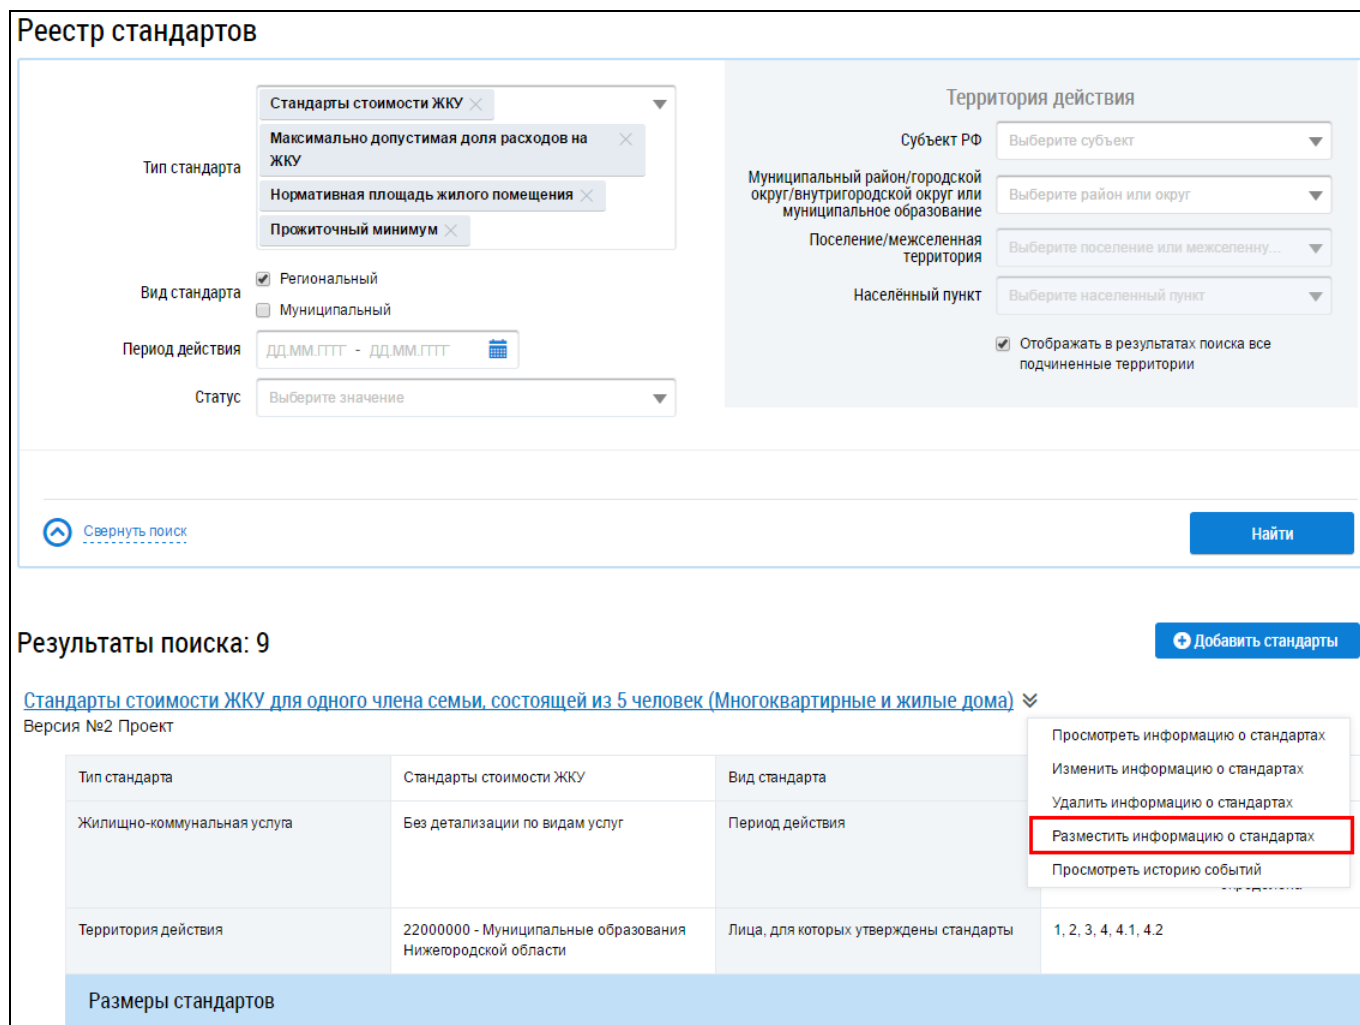 Реестр стандартов
Тип стандарта
Стандарты стоимости ЖКУ
Максимально допустимая доля расходов на
ЖКУ
Нормативная площадь жилого помещения
Прожиточный минимум
Вид стандарта
Региональный
Муниципальный
Период действия
ДД.ММ.ГГГГ - ДД.ММ.ГГГГ
Статус
Выберите значение
Территория действия
Субъект РФ
Выберите субъект
Муниципальный район/городской
округ/внутригородской округ или
муниципальное образование
Выберите район или округ
Поселение/межселенная
территория
Выберите поселение или межселенну...
Населённый пункт
Выберите населенный пункт
Отображать в результатах поиска все
подчиненные территории
Свернуть поиск
Найти
Результаты поиска: 9
Добавить стандарты
Стандарты стоимости ЖКУ для одного члена семьи, состоящей из 5 человек (Многоквартирные и жилые дома)
Версия №2 Проект
Просмотреть информацию о стандартах
Изменить информацию о стандартах
Удалить информацию о стандартах
Разместить информацию о стандартах
Просмотреть историю событий
Тип стандарта
Стандарты стоимости ЖКУ
Вид стандарта
Жилищно-коммунальная услуга
Без детализации по видам услуг
Период действия
Территория действия
22000000 - Муниципальные образования
Нижегородской области
Лица, для которых утверждены стандарты
1, 2, 3, 4, 4.1, 4.2
Размеры стандартов